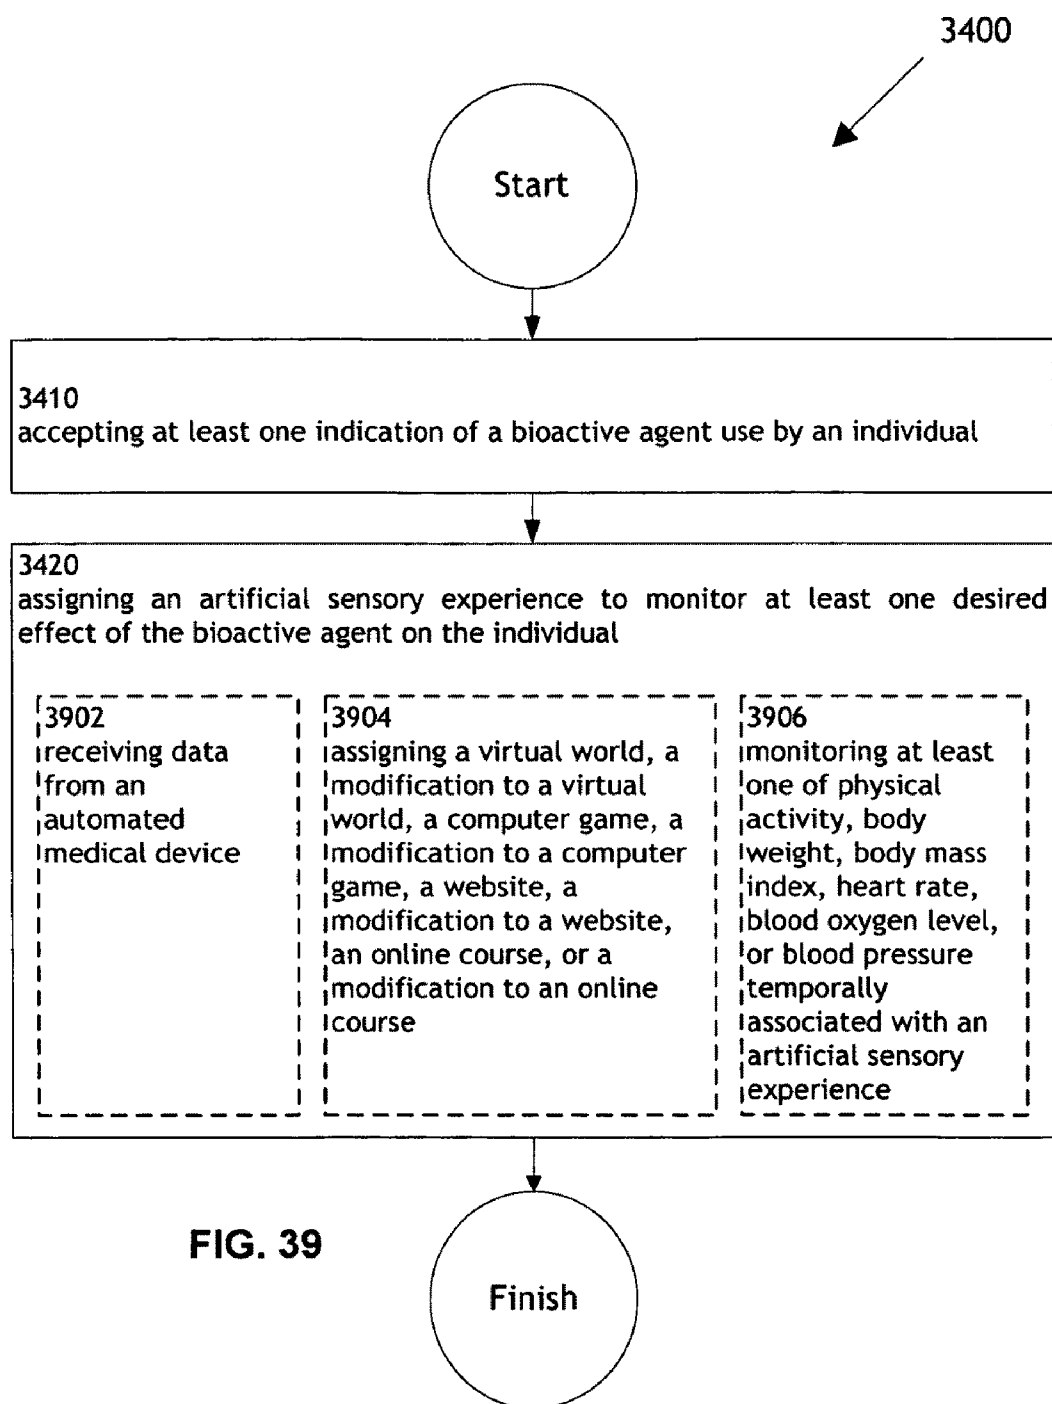 3400
Start
3410
accepting at least one indication of a bioactive agent use by an individual
3420
assigning an artificial sensory experience to monitor at least one desired
effect of the bioactive agent on the individual
3902
receiving data
from an
automated
medical device
3904
assigning a virtual world, a
modification to a virtual
world, a computer game, a
modification to a computer
game, a website, a
modification to a website,
an online course, or a
modification to an online
course
3906
monitoring at least
one of physical
activity, body
weight, body mass
index, heart rate,
blood oxygen level,
or blood pressure
temporally
associated with an
artificial sensory
experience
FIG. 39
Finish